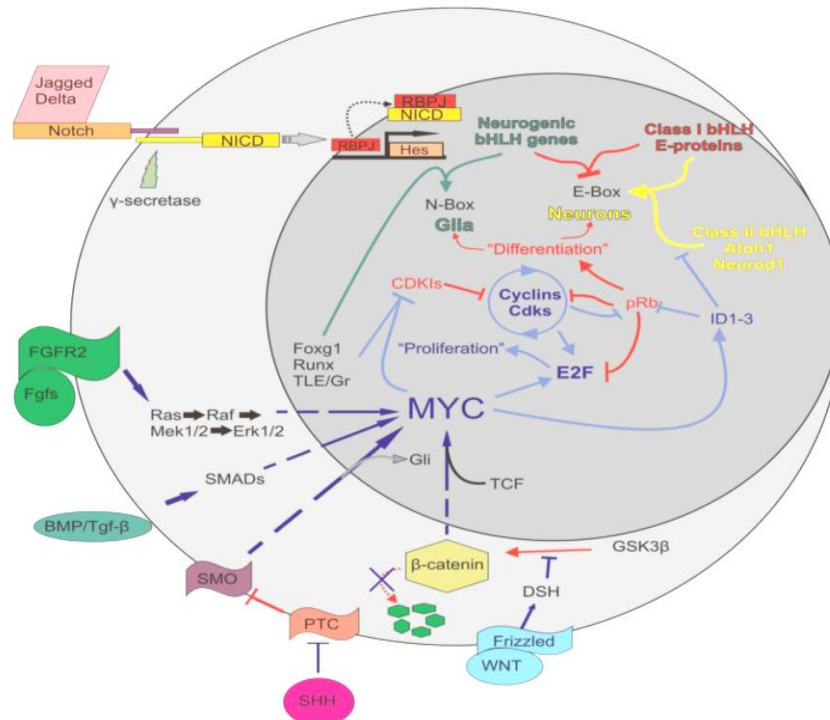 Jagged
Delta
Notch
NICD
γ-secretase
RBPJ
NICD
RBPJ
Hes
Neurogenic
bHLH genes
Class I bHLH
E-proteins
N-Box
Glia
E-Box
Neurons
Class II bHLH
Atoh1
Neurod1
"Differentiation"
CDKIs
Cyclins
Cdks
pRb
ID1-3
Foxg1
Runx
TLE/Gr
"Proliferation"
E2F
MYC
FGFR2
Fgfs
Ras Raf
Mek1/2 Erk1/2
SMADs
Gli
TCF
BMP/Tgf-β
SMO
PTC
SHH
β-catenin
GSK3β
DSH
Frizzled
WNT